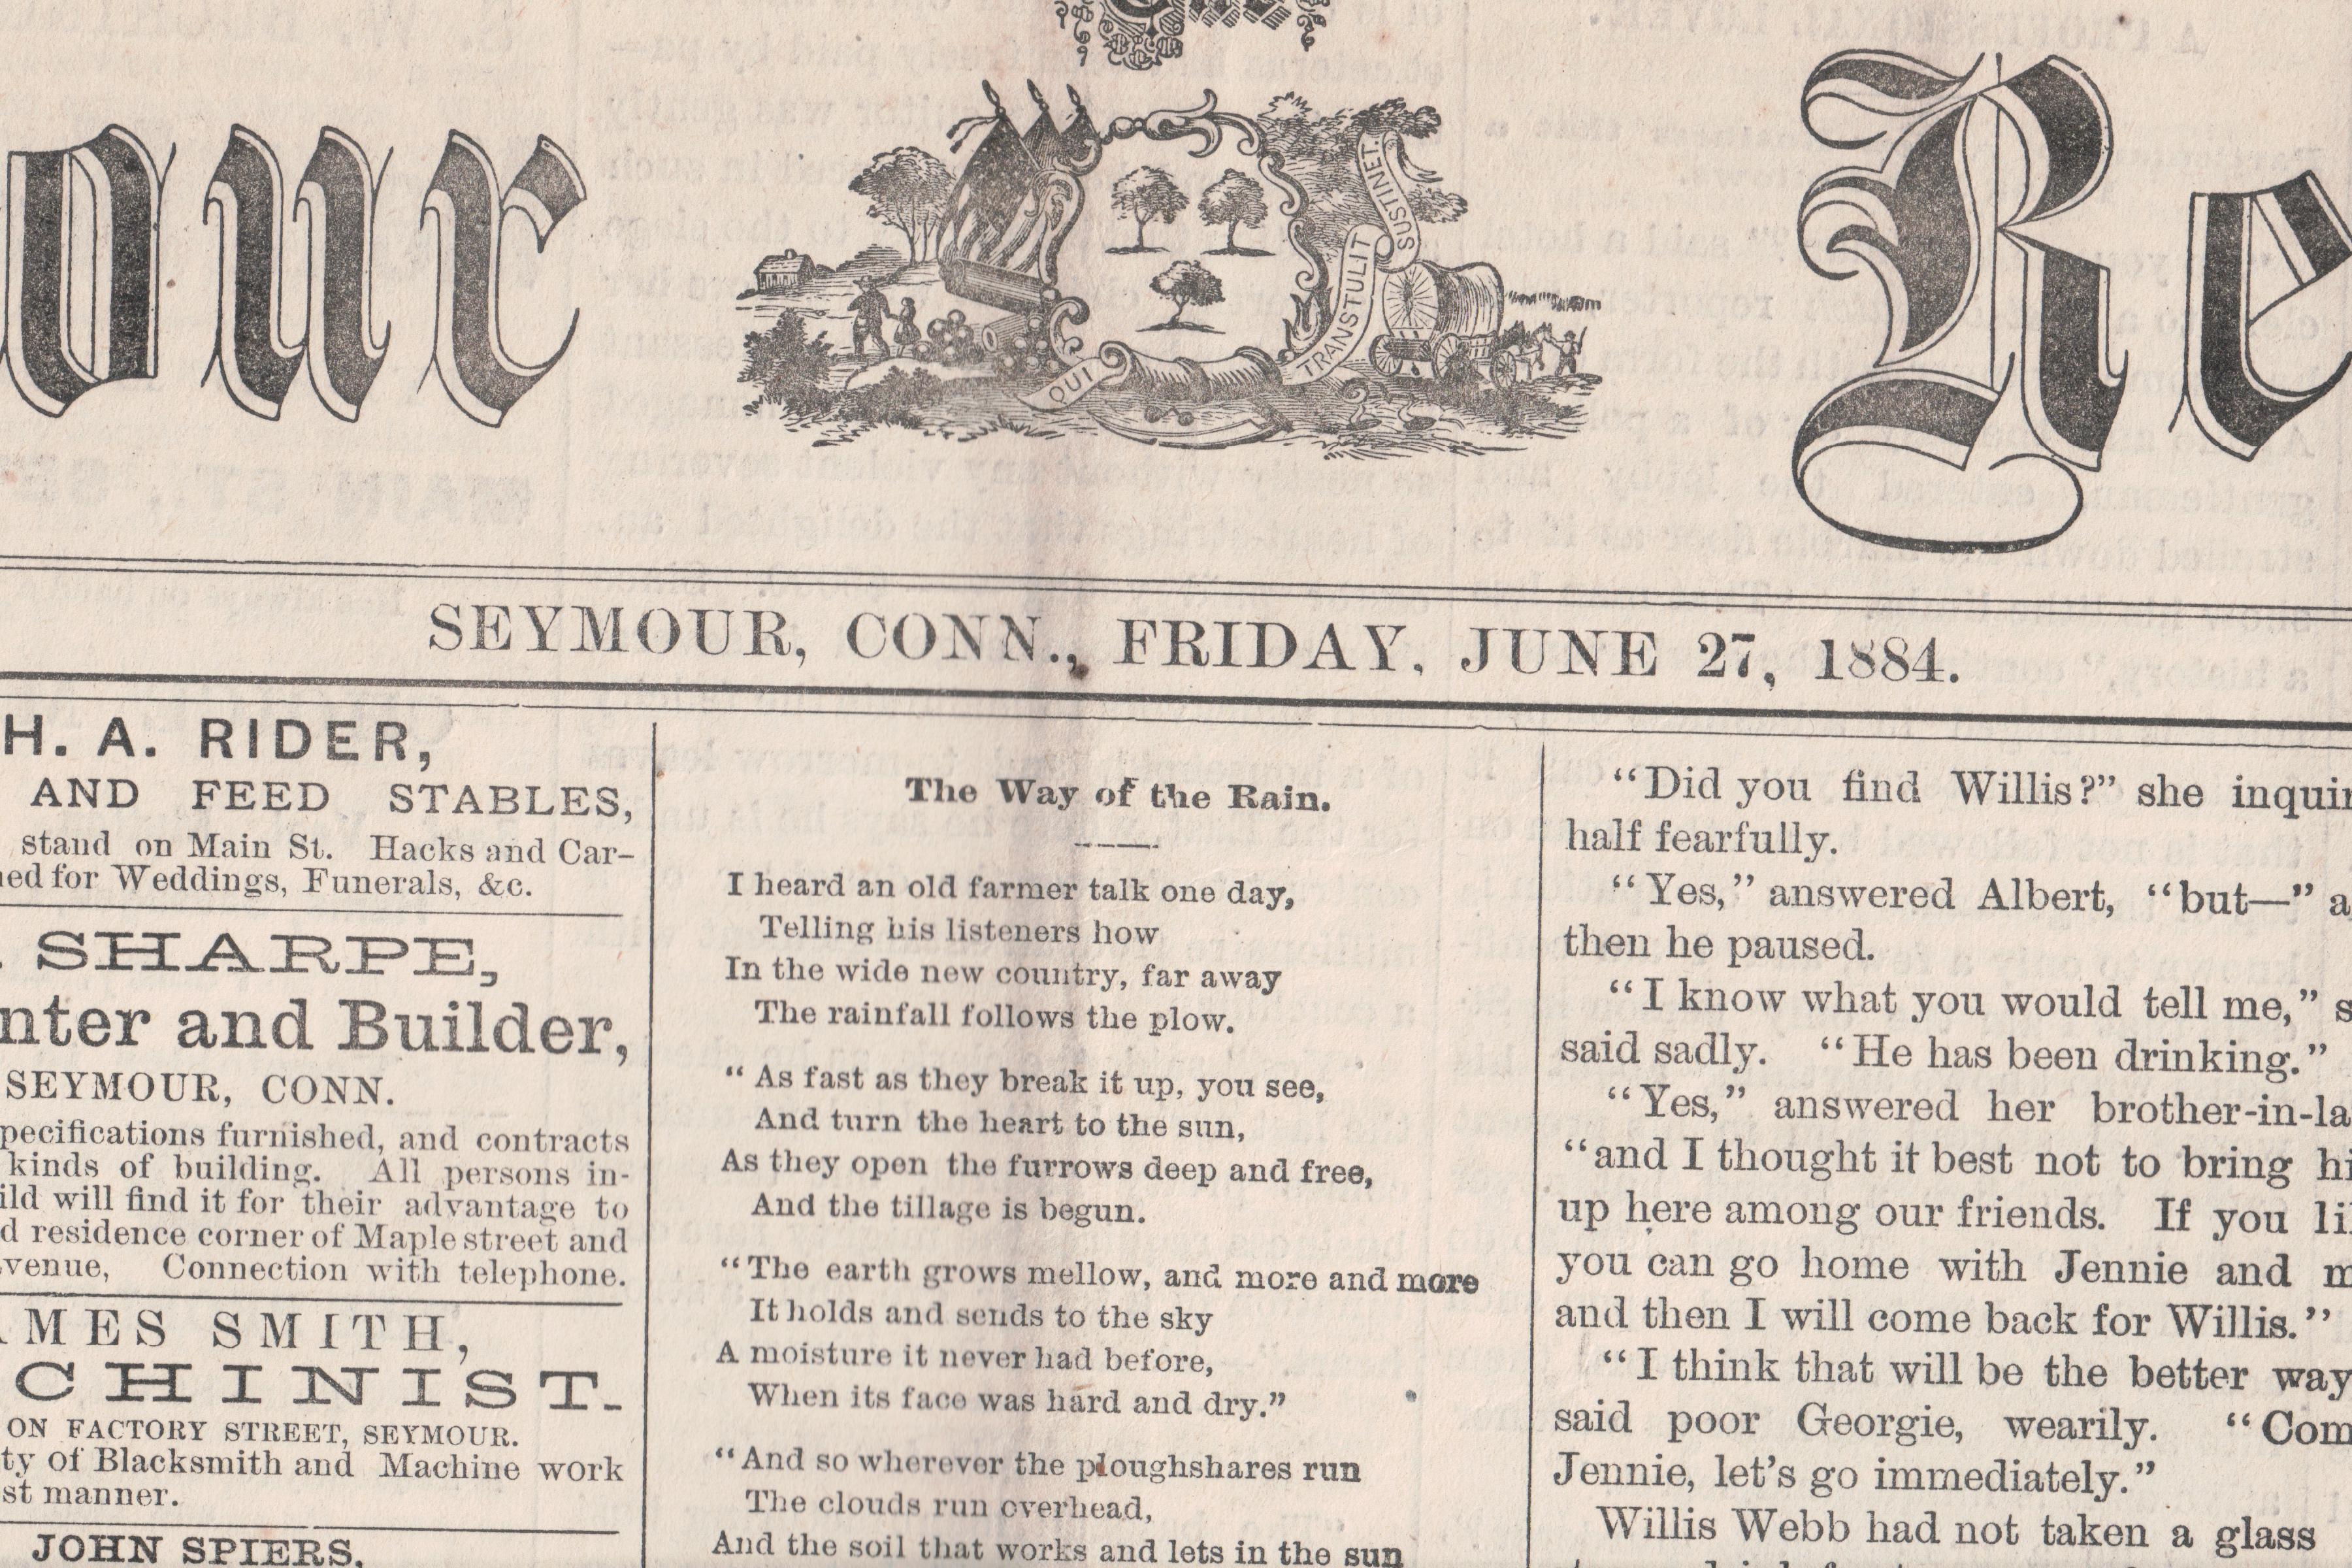 our Re
QUI TRANSTULIT SUSTINET
SEYMOUR, CONN., FRIDAY, JUNE 27, 1884.
H. A. RIDER,
AND FEED STABLES,
stand on Main St. Hacks and Car-
ned for Weddings, Funerals, &c.
SHARPE,
nter and Builder,
SEYMOUR, CONN.
pecifications furnished, and contracts
kinds of building. All persons in-
ild will find it for their advantage to
d residence corner of Maple street and
venue, Connection with telephone.
MES SMITH,
CHINIST.
ON FACTORY STREET, SEYMOUR.
ty of Blacksmith and Machine work
st manner.
JOHN SPIERS,
The Way of the Rain.
I heard an old farmer talk one day,
Telling his listeners how
In the wide new country, far away
The rainfall follows the plow.
“As fast as they break it up, you see,
And turn the heart to the sun,
As they open the furrows deep and free,
And the tillage is begun.
“The earth grows mellow, and more and more
It holds and sends to the sky
A moisture it never had before,
When its face was hard and dry.”
“And so wherever the ploughshares run
The clouds run overhead,
And the soil that works and lets in the sun
“Did you find Willis?” she inquir
half fearfully.
“Yes,” answered Albert, “but—” a
then he paused.
“I know what you would tell me,” s
said sadly. “He has been drinking.”
“Yes,” answered her brother-in-la
“and I thought it best not to bring hi
up here among our friends. If you li
you can go home with Jennie and m
and then I will come back for Willis.”
“I think that will be the better way
said poor Georgie, wearily. “Com
Jennie, let's go immediately.”
Willis Webb had not taken a glass